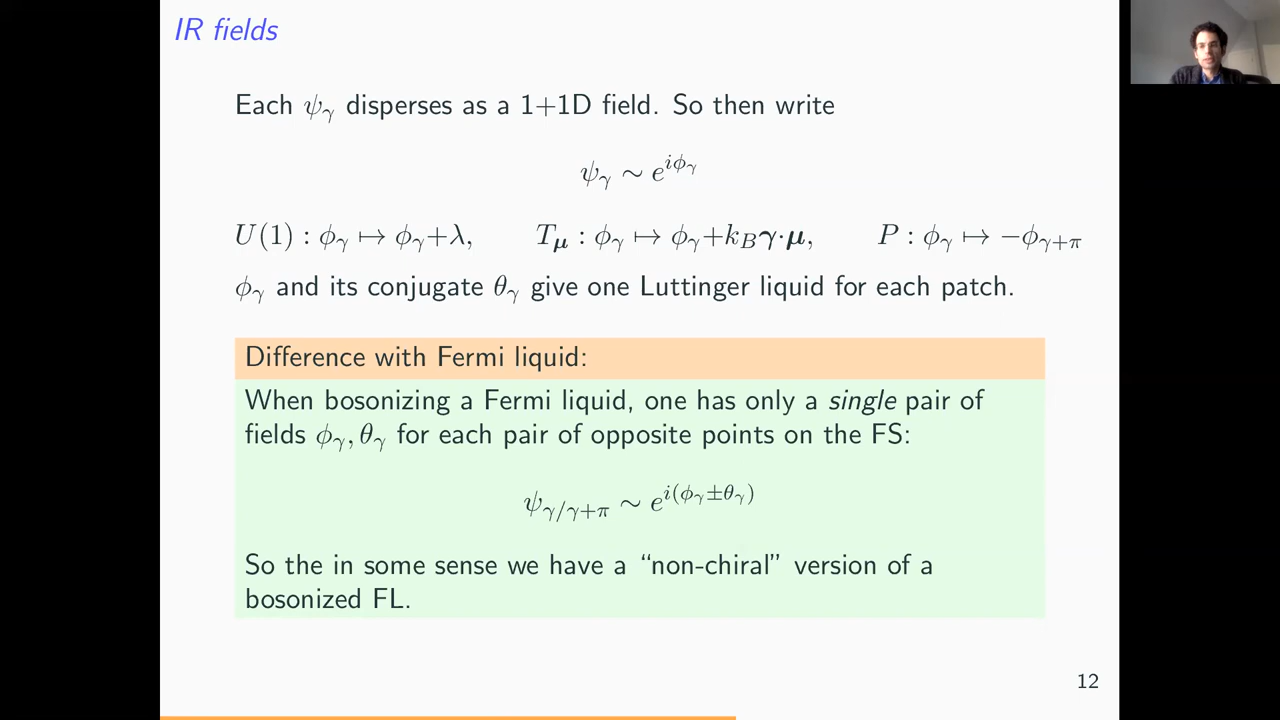 IR fields
Each ψ_γ disperses as a 1+1D field. So then write
ψ_γ ∼ e^{iϕ_γ}
U(1) : ϕ_γ ↦ ϕ_γ+λ, T_𝝁 : ϕ_γ ↦ ϕ_γ+k_B𝜸·𝝁, P : ϕ_γ ↦ −ϕ_{γ+π}
ϕ_γ and its conjugate θ_γ give one Luttinger liquid for each patch.
Difference with Fermi liquid:
When bosonizing a Fermi liquid, one has only a single pair of
fields ϕ_γ, θ_γ for each pair of opposite points on the FS:
ψ_{γ/γ+π} ∼ e^{i(ϕ_γ±θ_γ)}
So the in some sense we have a “non-chiral” version of a
bosonized FL.
12